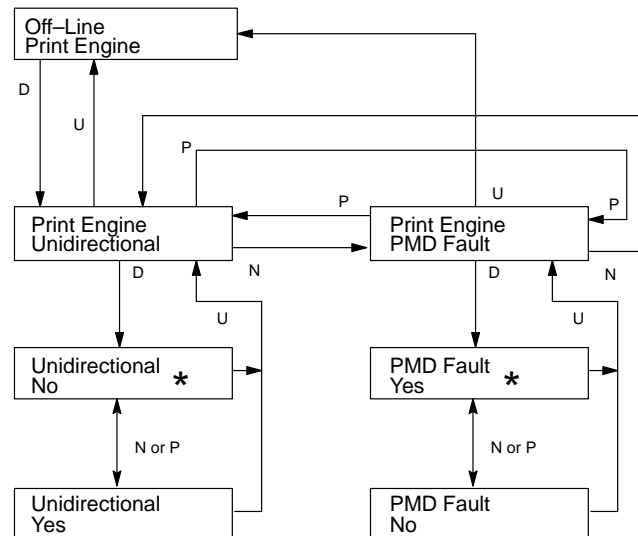 Off–Line
Print Engine
D
U
P
U
P
P
Print Engine
Unidirectional
Print Engine
PMD Fault
D
N
D
N
U
U
Unidirectional
No *
PMD Fault
Yes *
N or P
N or P
Unidirectional
Yes
PMD Fault
No